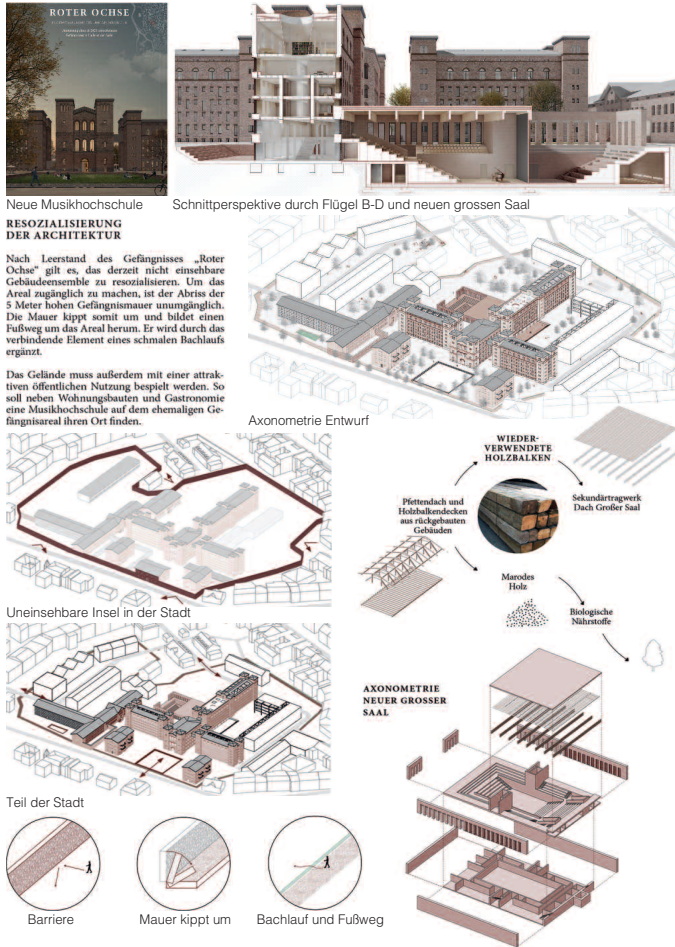 ROTER OCHSE
Neue Musikhochschule
Schnittperspektive durch Flügel B-D und neuen grossen Saal
RESOZIALISIERUNG
DER ARCHITEKTUR
Nach Leerstand des Gefängnisses „Roter
Ochse“ gilt es, das derzeit nicht einsehbare
Gebäudeensemble zu resozialisieren. Um das
Areal zugänglich zu machen, ist der Abriss der
5 Meter hohen Gefängnismauer unumgänglich.
Die Mauer kippt somit um und bildet einen
Fußweg um das Areal herum. Er wird durch das
verbindende Element eines schmalen Bachlaufs
ergänzt.
Das Gelände muss außerdem mit einer attrak-
tiven öffentlichen Nutzung bespielt werden. So
soll neben Wohnungsbauten und Gastronomie
eine Musikhochschule auf dem ehemaligen Ge-
fängnisareal ihren Ort finden.
Axonometrie Entwurf
Uneinsehbare Insel in der Stadt
WIEDER-
VERWENDETE
HOLZBALKEN
Pfettendach und
Holzbalkendecken
aus rückgebauten
Gebäuden
Sekundärtragwerk
Dach Großer Saal
Marodes
Holz
Biologische
Nährstoffe
Teil der Stadt
AXONOMETRIE
NEUER GROSSER
SAAL
Barriere
Mauer kippt um
Bachlauf und Fußweg